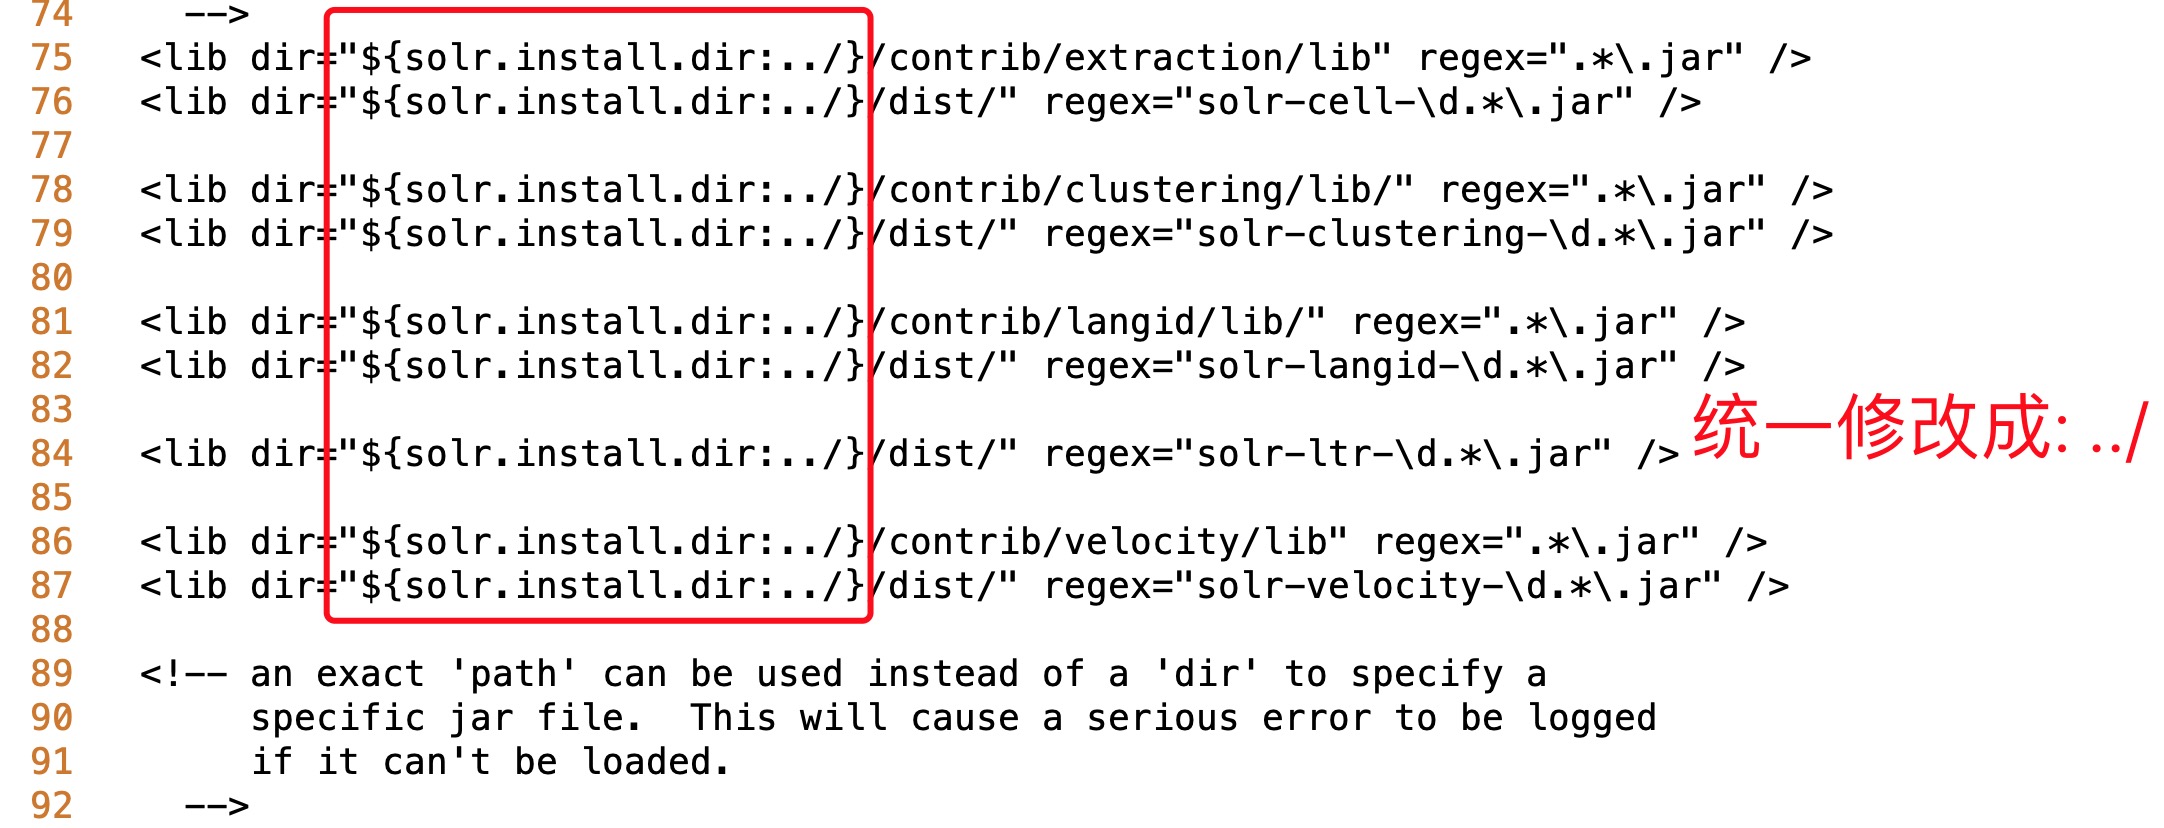 74     -->
75   <lib dir="${solr.install.dir:../}/contrib/extraction/lib" regex=".*\.jar" />
76   <lib dir="${solr.install.dir:../}/dist/" regex="solr-cell-\d.*\.jar" />
77
78   <lib dir="${solr.install.dir:../}/contrib/clustering/lib/" regex=".*\.jar" />
79   <lib dir="${solr.install.dir:../}/dist/" regex="solr-clustering-\d.*\.jar" />
80
81   <lib dir="${solr.install.dir:../}/contrib/langid/lib/" regex=".*\.jar" />
82   <lib dir="${solr.install.dir:../}/dist/" regex="solr-langid-\d.*\.jar" />
83
统一修改成: ../
84   <lib dir="${solr.install.dir:../}/dist/" regex="solr-ltr-\d.*\.jar" />
85
86   <lib dir="${solr.install.dir:../}/contrib/velocity/lib" regex=".*\.jar" />
87   <lib dir="${solr.install.dir:../}/dist/" regex="solr-velocity-\d.*\.jar" />
88
89   <!-- an exact 'path' can be used instead of a 'dir' to specify a
90        specific jar file.  This will cause a serious error to be logged
91        if it can't be loaded.
92     -->